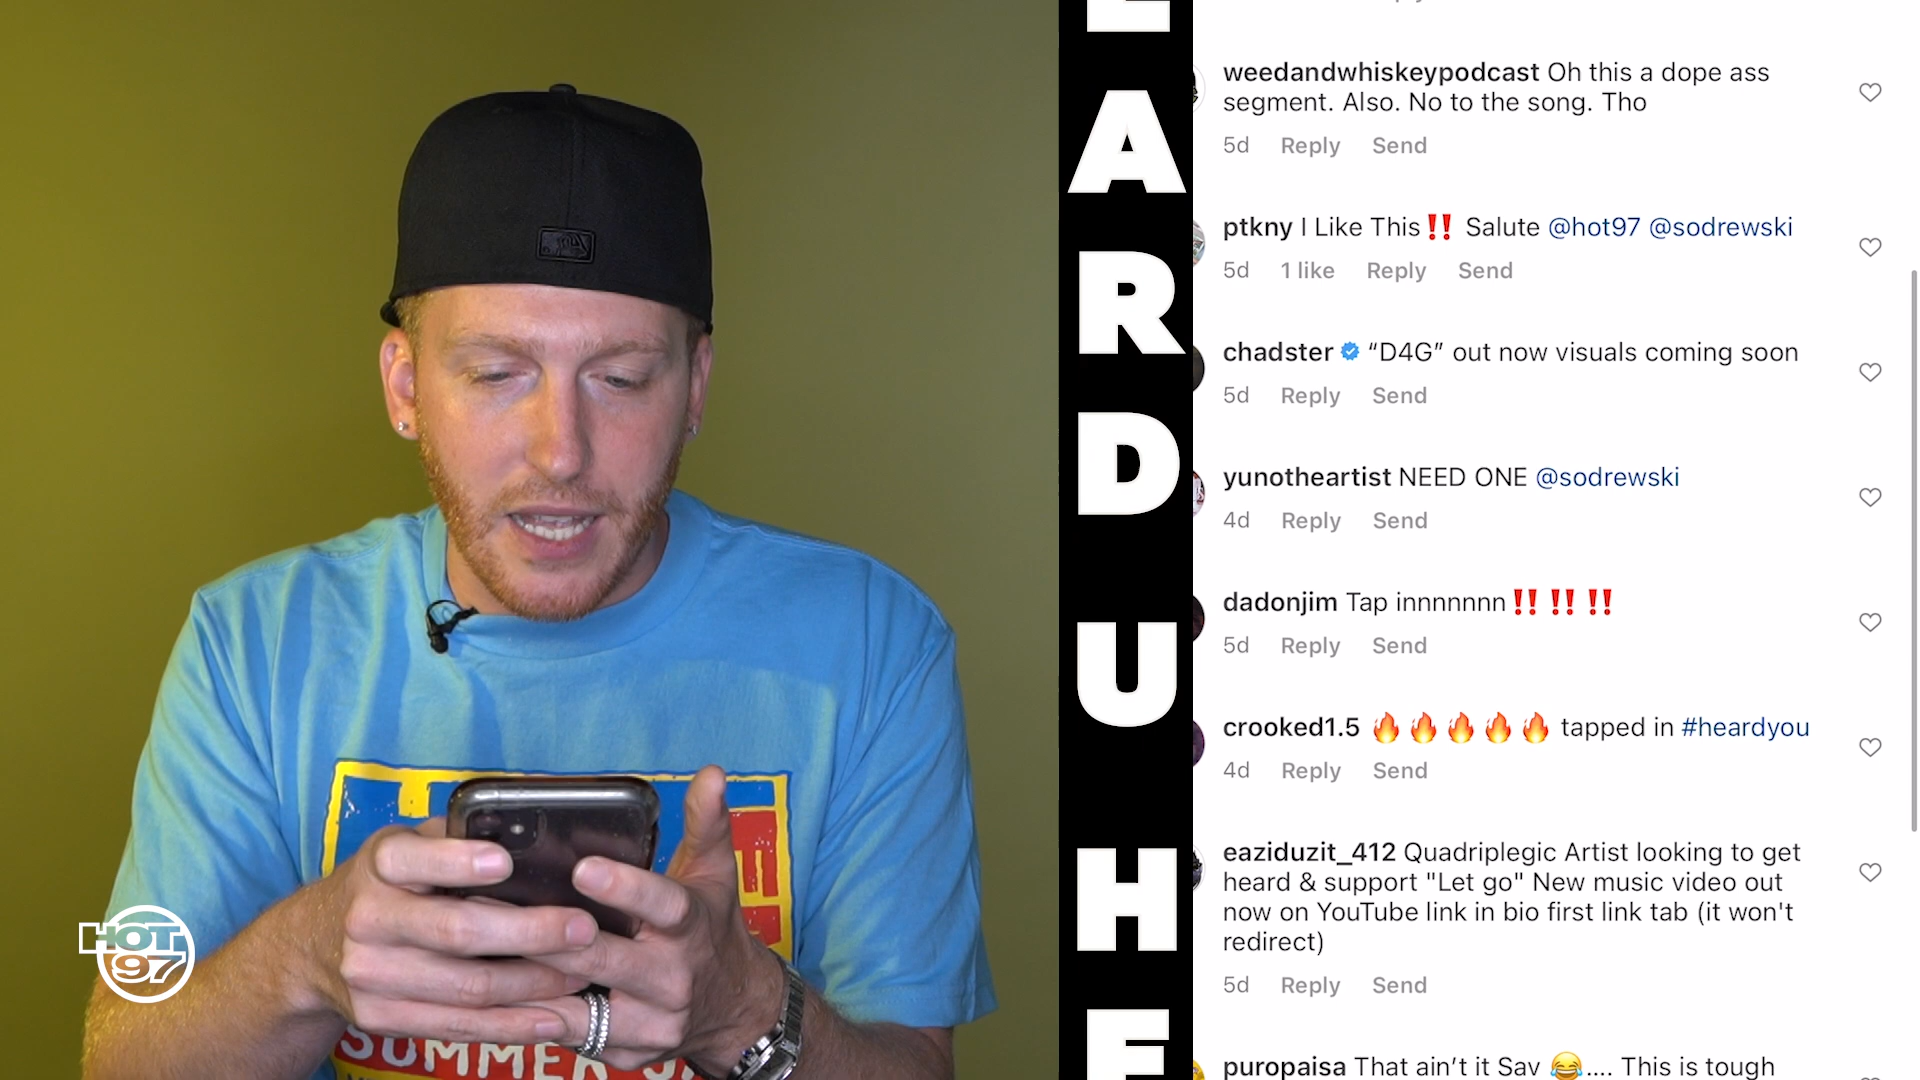 weedandwhiskeypodcast Oh this a dope ass
segment. Also. No to the song. Tho
5d Reply Send
ptkny I Like This‼️ Salute @hot97 @sodrewski
5d 1 like Reply Send
chadster “D4G” out now visuals coming soon
5d Reply Send
yunotheartist NEED ONE @sodrewski
4d Reply Send
dadonjim Tap innnnnnn‼️‼️‼️
5d Reply Send
crooked1.5 🔥🔥🔥🔥🔥 tapped in #heardyou
4d Reply Send
eaziduzit_412 Quadriplegic Artist looking to get
heard & support "Let go" New music video out
now on YouTube link in bio first link tab (it won't
redirect)
5d Reply Send
puropaisa That ain’t it Sav 😂.... This is tough
E
A
R
D
U
H
E
HOT
97
SUMMER